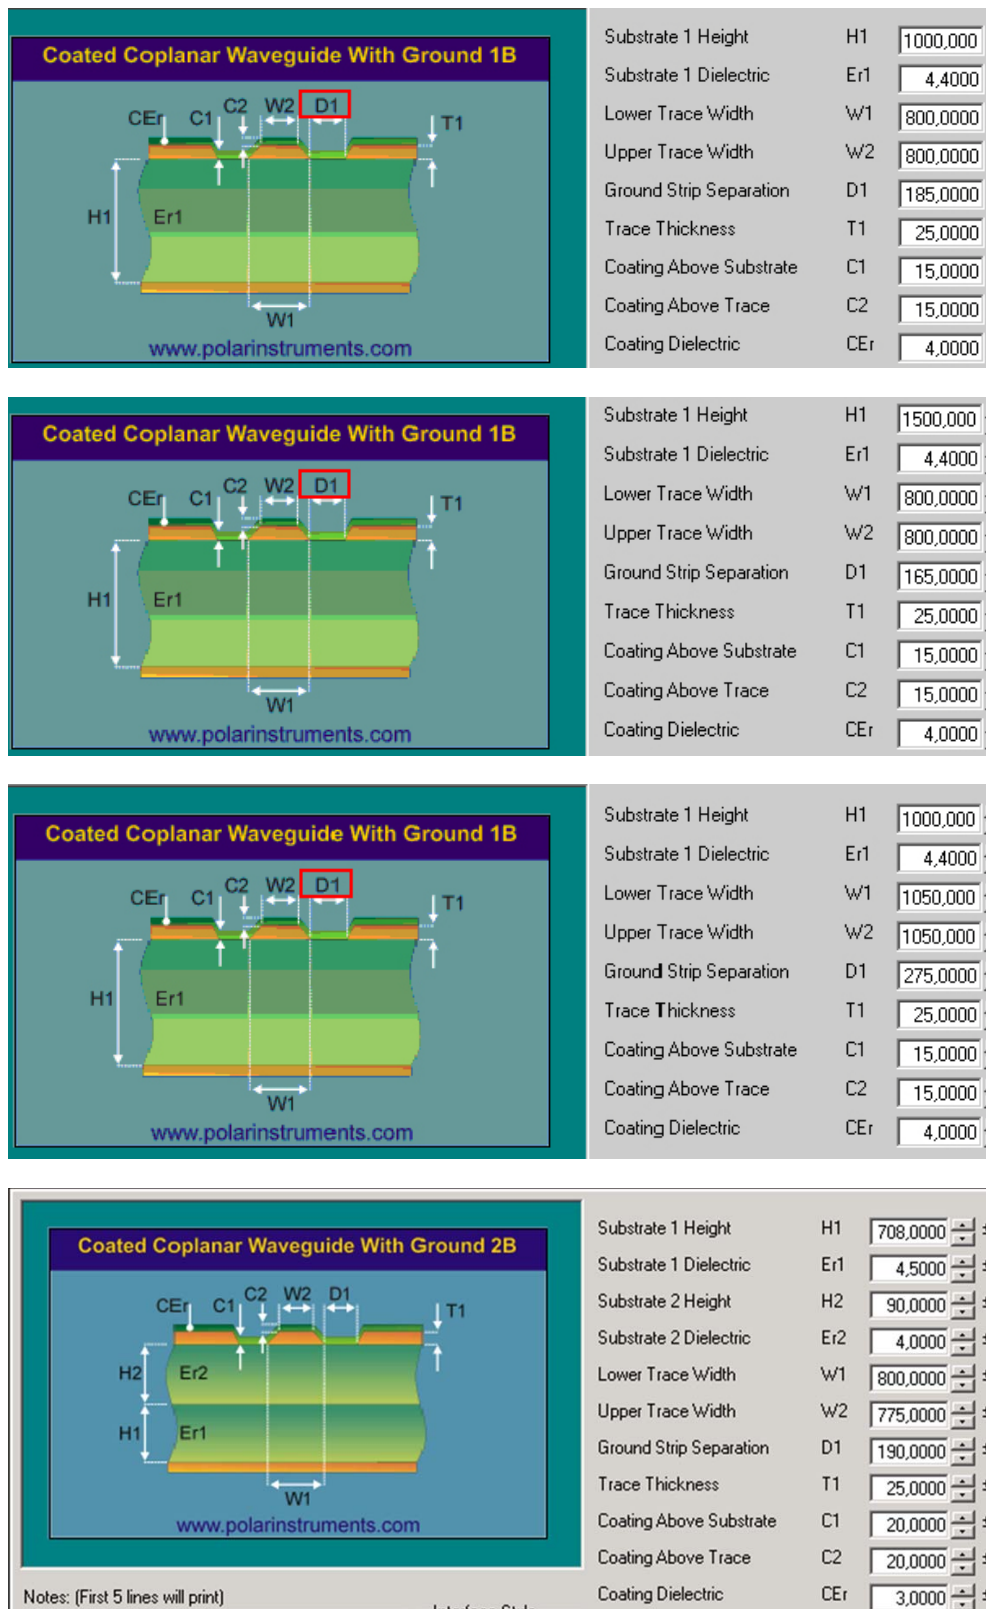 Coated Coplanar Waveguide With Ground 1B
CEr C1 C2 W2 D1 T1
H1 Er1
W1
www.polarinstruments.com
Substrate 1 Height H1 1000,000
Substrate 1 Dielectric Er1 4,4000
Lower Trace Width W1 800,0000
Upper Trace Width W2 800,0000
Ground Strip Separation D1 185,0000
Trace Thickness T1 25,0000
Coating Above Substrate C1 15,0000
Coating Above Trace C2 15,0000
Coating Dielectric CEr 4,0000
Coated Coplanar Waveguide With Ground 1B
CEr C1 C2 W2 D1 T1
H1 Er1
W1
www.polarinstruments.com
Substrate 1 Height H1 1500,000
Substrate 1 Dielectric Er1 4,4000
Lower Trace Width W1 800,0000
Upper Trace Width W2 800,0000
Ground Strip Separation D1 165,0000
Trace Thickness T1 25,0000
Coating Above Substrate C1 15,0000
Coating Above Trace C2 15,0000
Coating Dielectric CEr 4,0000
Coated Coplanar Waveguide With Ground 1B
CEr C1 C2 W2 D1 T1
H1 Er1
W1
www.polarinstruments.com
Substrate 1 Height H1 1000,000
Substrate 1 Dielectric Er1 4,4000
Lower Trace Width W1 1050,000
Upper Trace Width W2 1050,000
Ground Strip Separation D1 275,0000
Trace Thickness T1 25,0000
Coating Above Substrate C1 15,0000
Coating Above Trace C2 15,0000
Coating Dielectric CEr 4,0000
Coated Coplanar Waveguide With Ground 2B
CEr C1 C2 W2 D1 T1
H2 Er2
H1 Er1
W1
www.polarinstruments.com
Notes: (First 5 lines will print)
Substrate 1 Height H1 708,0000
Substrate 1 Dielectric Er1 4,5000
Substrate 2 Height H2 90,0000
Substrate 2 Dielectric Er2 4,0000
Lower Trace Width W1 800,0000
Upper Trace Width W2 775,0000
Ground Strip Separation D1 190,0000
Trace Thickness T1 25,0000
Coating Above Substrate C1 20,0000
Coating Above Trace C2 20,0000
Coating Dielectric CEr 3,0000